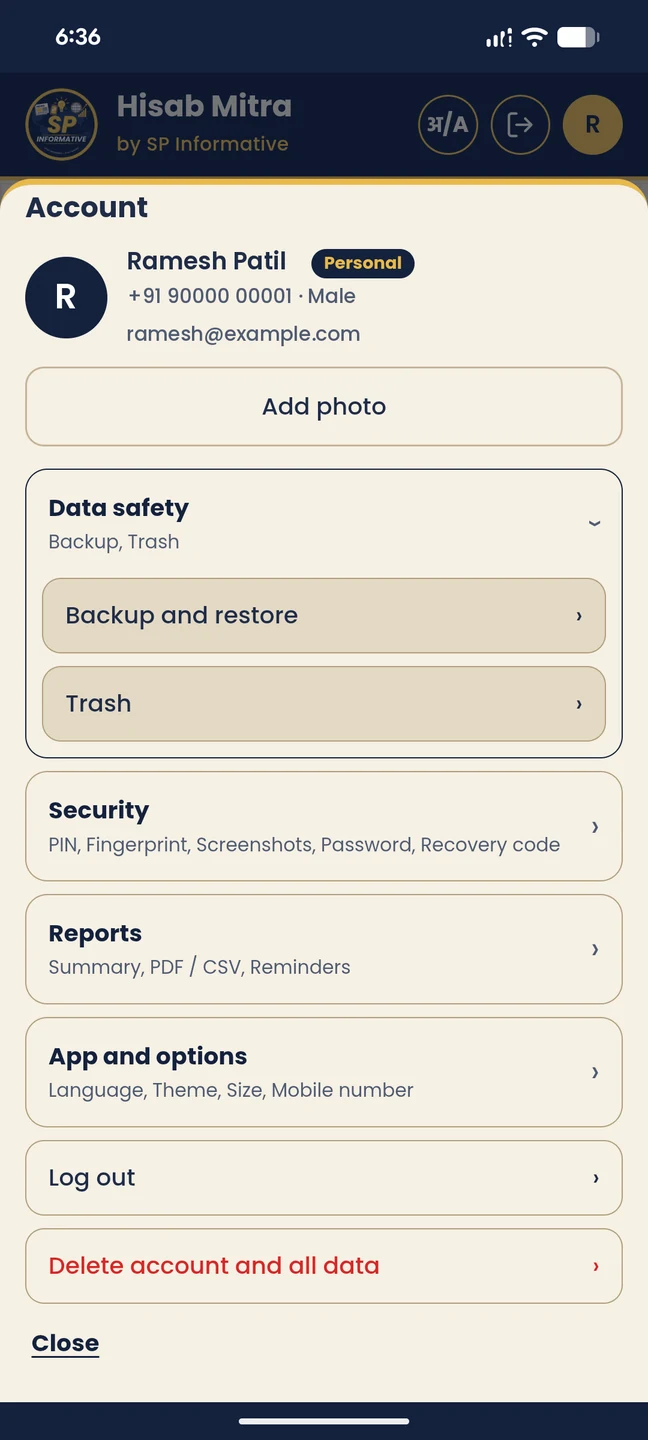 6:36
SP
INFORMATIVE
Hisab Mitra
by SP Informative
अ/A
R
Account
R
Ramesh Patil Personal
+91 90000 00001 · Male
ramesh@example.com
Add photo
Data safety
Backup, Trash
Backup and restore
Trash
Security
PIN, Fingerprint, Screenshots, Password, Recovery code
Reports
Summary, PDF / CSV, Reminders
App and options
Language, Theme, Size, Mobile number
Log out
Delete account and all data
Close